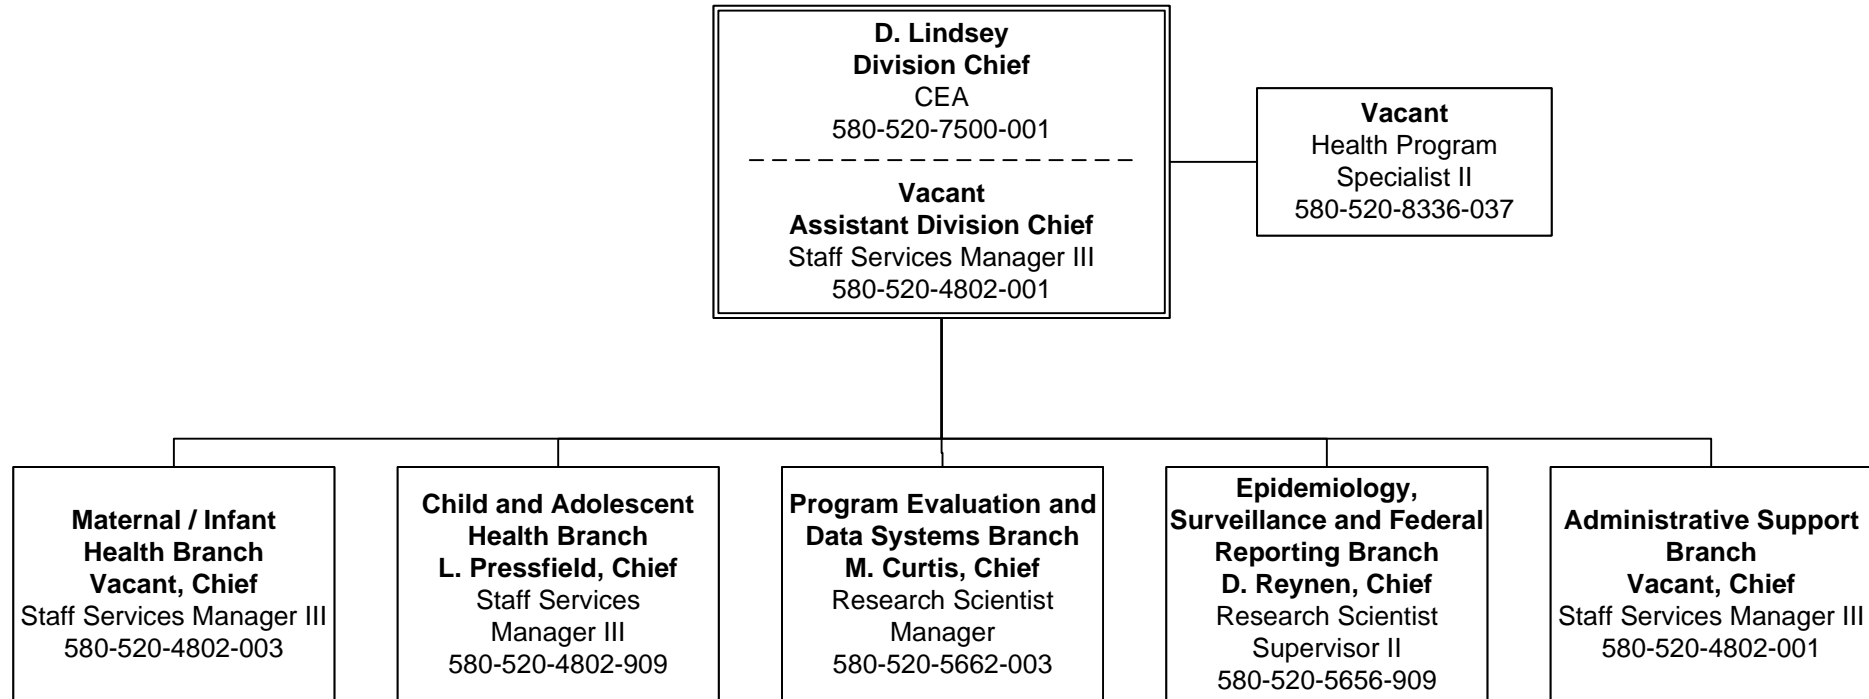 D. Lindsey
Division Chief
CEA
580-520-7500-001
Vacant
Assistant Division Chief
Staff Services Manager III
580-520-4802-001
Vacant
Health Program
Specialist II
580-520-8336-037
Maternal / Infant
Health Branch
Vacant, Chief
Staff Services Manager III
580-520-4802-003
Child and Adolescent
Health Branch
L. Pressfield, Chief
Staff Services
Manager III
580-520-4802-909
Program Evaluation and
Data Systems Branch
M. Curtis, Chief
Research Scientist
Manager
580-520-5662-003
Epidemiology,
Surveillance and Federal
Reporting Branch
D. Reynen, Chief
Research Scientist
Supervisor II
580-520-5656-909
Administrative Support
Branch
Vacant, Chief
Staff Services Manager III
580-520-4802-001